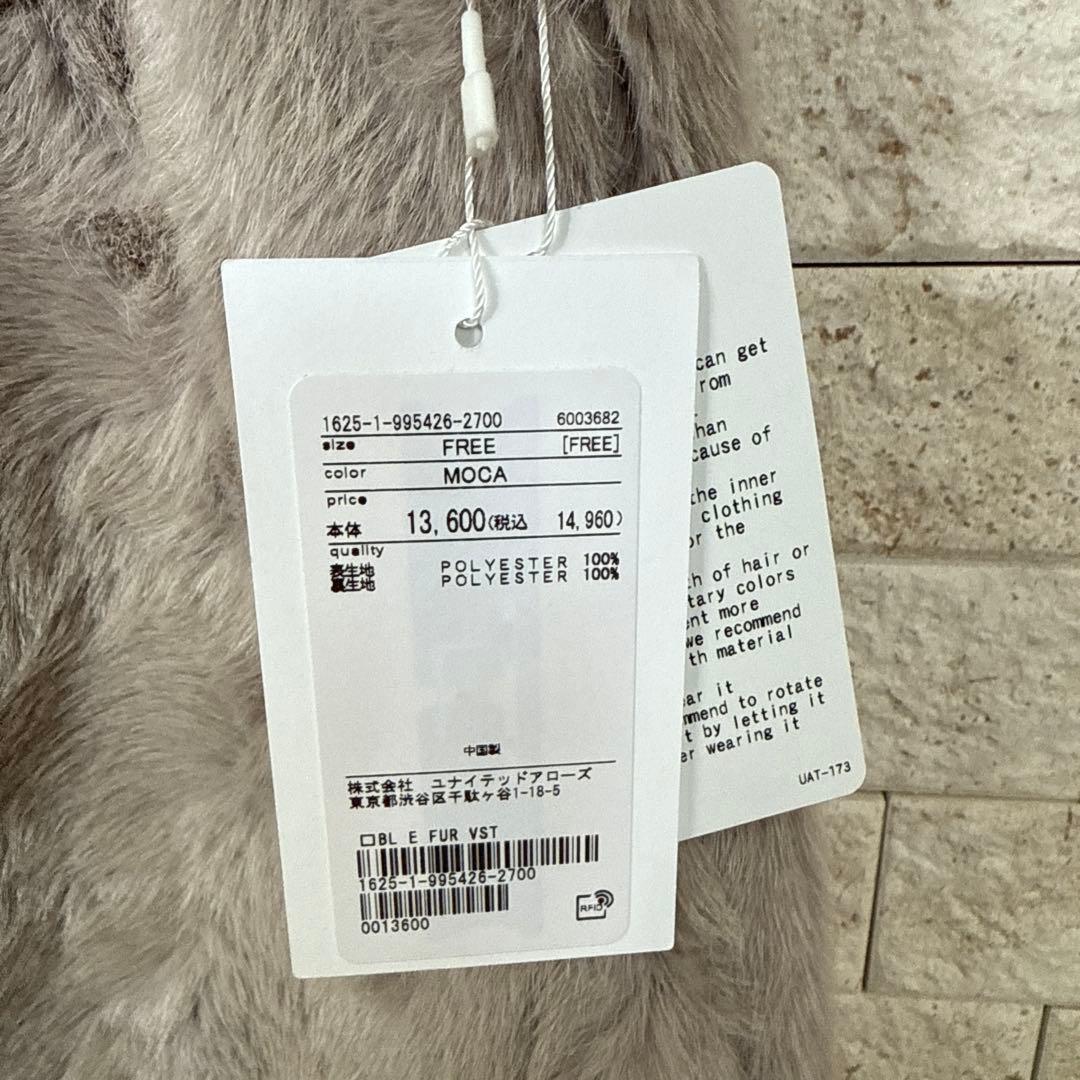 1625-1-995426-2700 6003682
size FREE [FREE]
color MOCA
price
本体 13,600(税込 14,960)
quality
表生地 POLYESTER 100%
裏生地 POLYESTER 100%
中国製
株式会社 ユナイテッドアローズ
東京都渋谷区千駄ケ谷1-18-5
□BL E FUR VST
1625-1-995426-2700
0013600
RFID
can get
rom
han
cause of
the inner
clothing
or the
th of hair or
tary colors
ent more
we recommend
th material
ear it
mmend to rotate
t by letting it
er wearing it
UAT-173